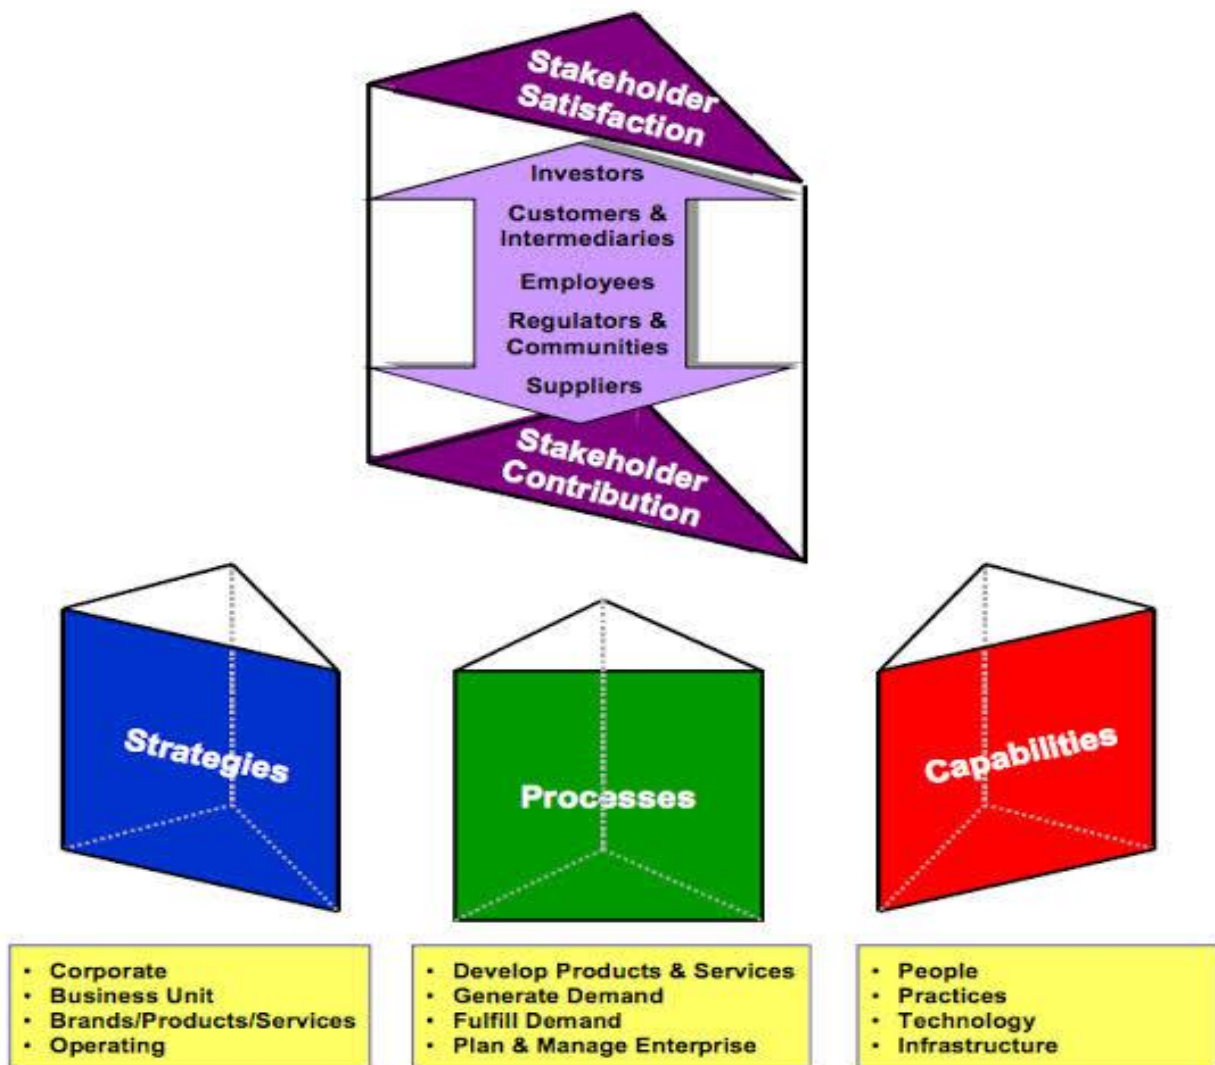 Stakeholder
Satisfaction
Investors
Customers &
Intermediaries
Employees
Regulators &
Communities
Suppliers
Stakeholder
Contribution
Strategies
Processes
Capabilities
• Corporate
• Business Unit
• Brands/Products/Services
• Operating
• Develop Products & Services
• Generate Demand
• Fulfill Demand
• Plan & Manage Enterprise
• People
• Practices
• Technology
• Infrastructure